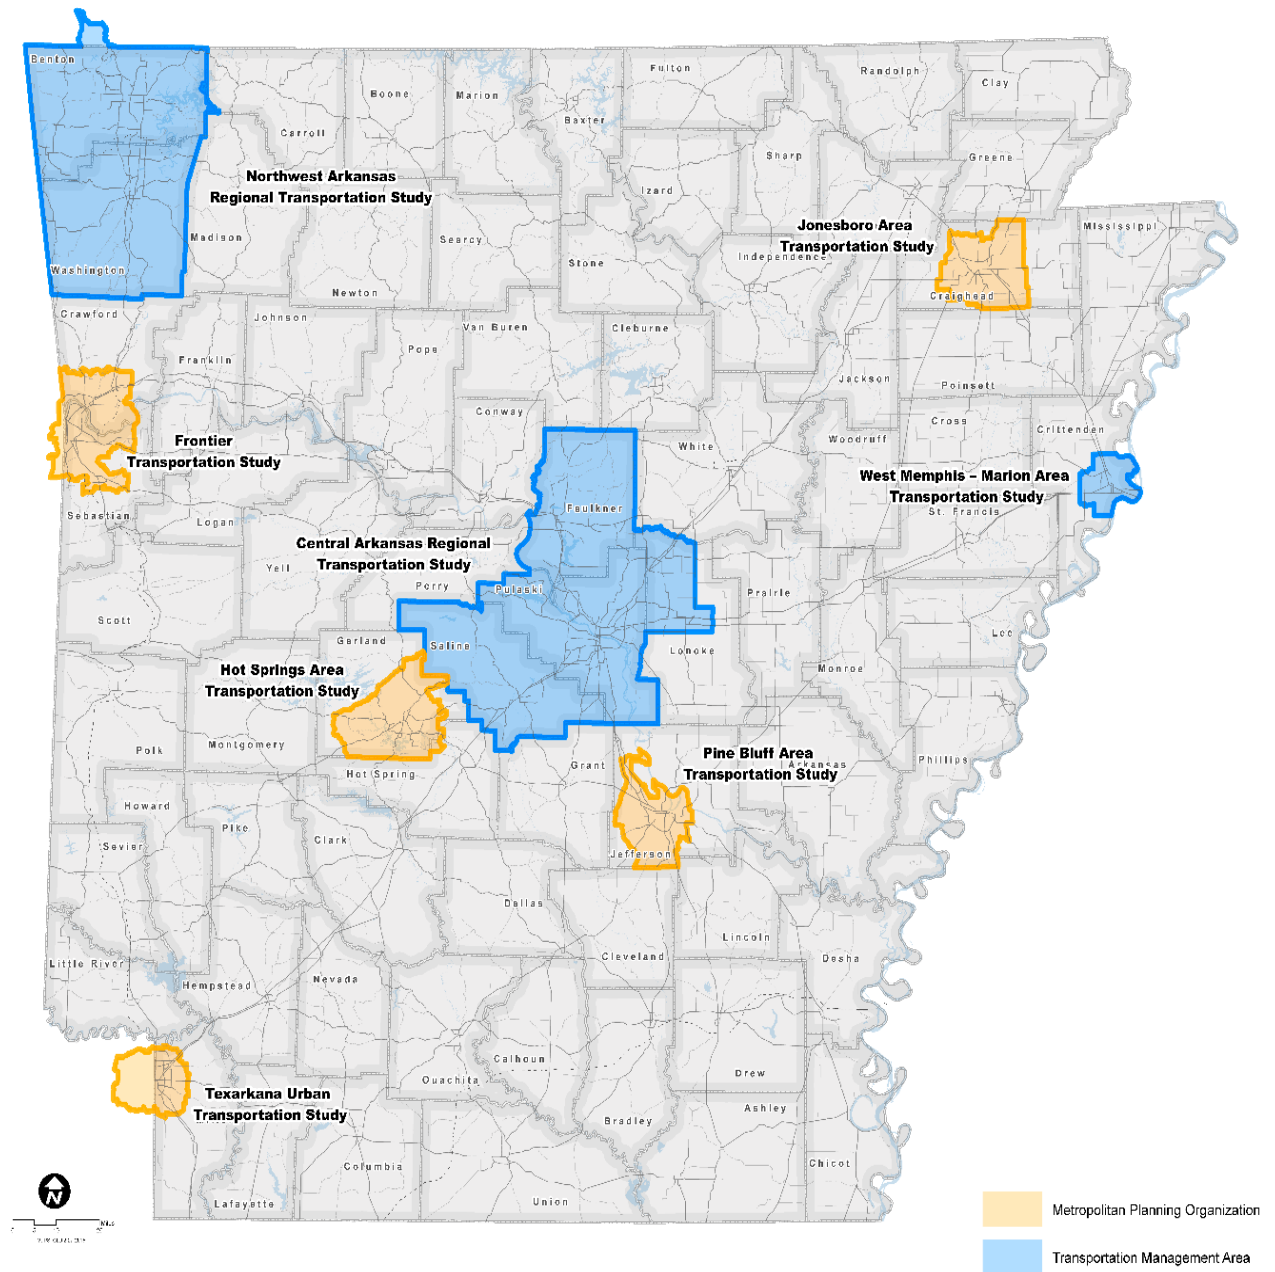 Benton
Fulton
Randolph
Clay
Boone
Marion
Baxter
Carroll
Sharp
Greene
Northwest Arkansas
Regional Transportation Study
Izard
Jonesboro Area
Transportation Study
Mississippi
Madison
Searcy
Stone
Independence
Washington
Newton
Craighead
Crawford
Johnson
Van Buren
Cleburne
Pope
Franklin
Jackson
Poinsett
Conway
Cross
Crittenden
White
Woodruff
Frontier
Transportation Study
West Memphis – Marion Area
Transportation Study
St. Francis
Sebastian
Logan
Faulkner
Central Arkansas Regional
Transportation Study
Yell
Perry
Pulaski
Prairie
Scott
Garland
Saline
Lonoke
Lee
Monroe
Hot Springs Area
Transportation Study
Polk
Montgomery
Hot Spring
Grant
Pine Bluff Area
Transportation Study
Arkansas
Phillips
Howard
Pike
Clark
Sevier
Jefferson
Dallas
Lincoln
Cleveland
Desha
Little River
Hempstead
Nevada
Calhoun
Ouachita
Drew
Texarkana Urban
Transportation Study
Ashley
Bradley
Columbia
Chicot
Lafayette
Union
N
Miles
Metropolitan Planning Organization
Transportation Management Area